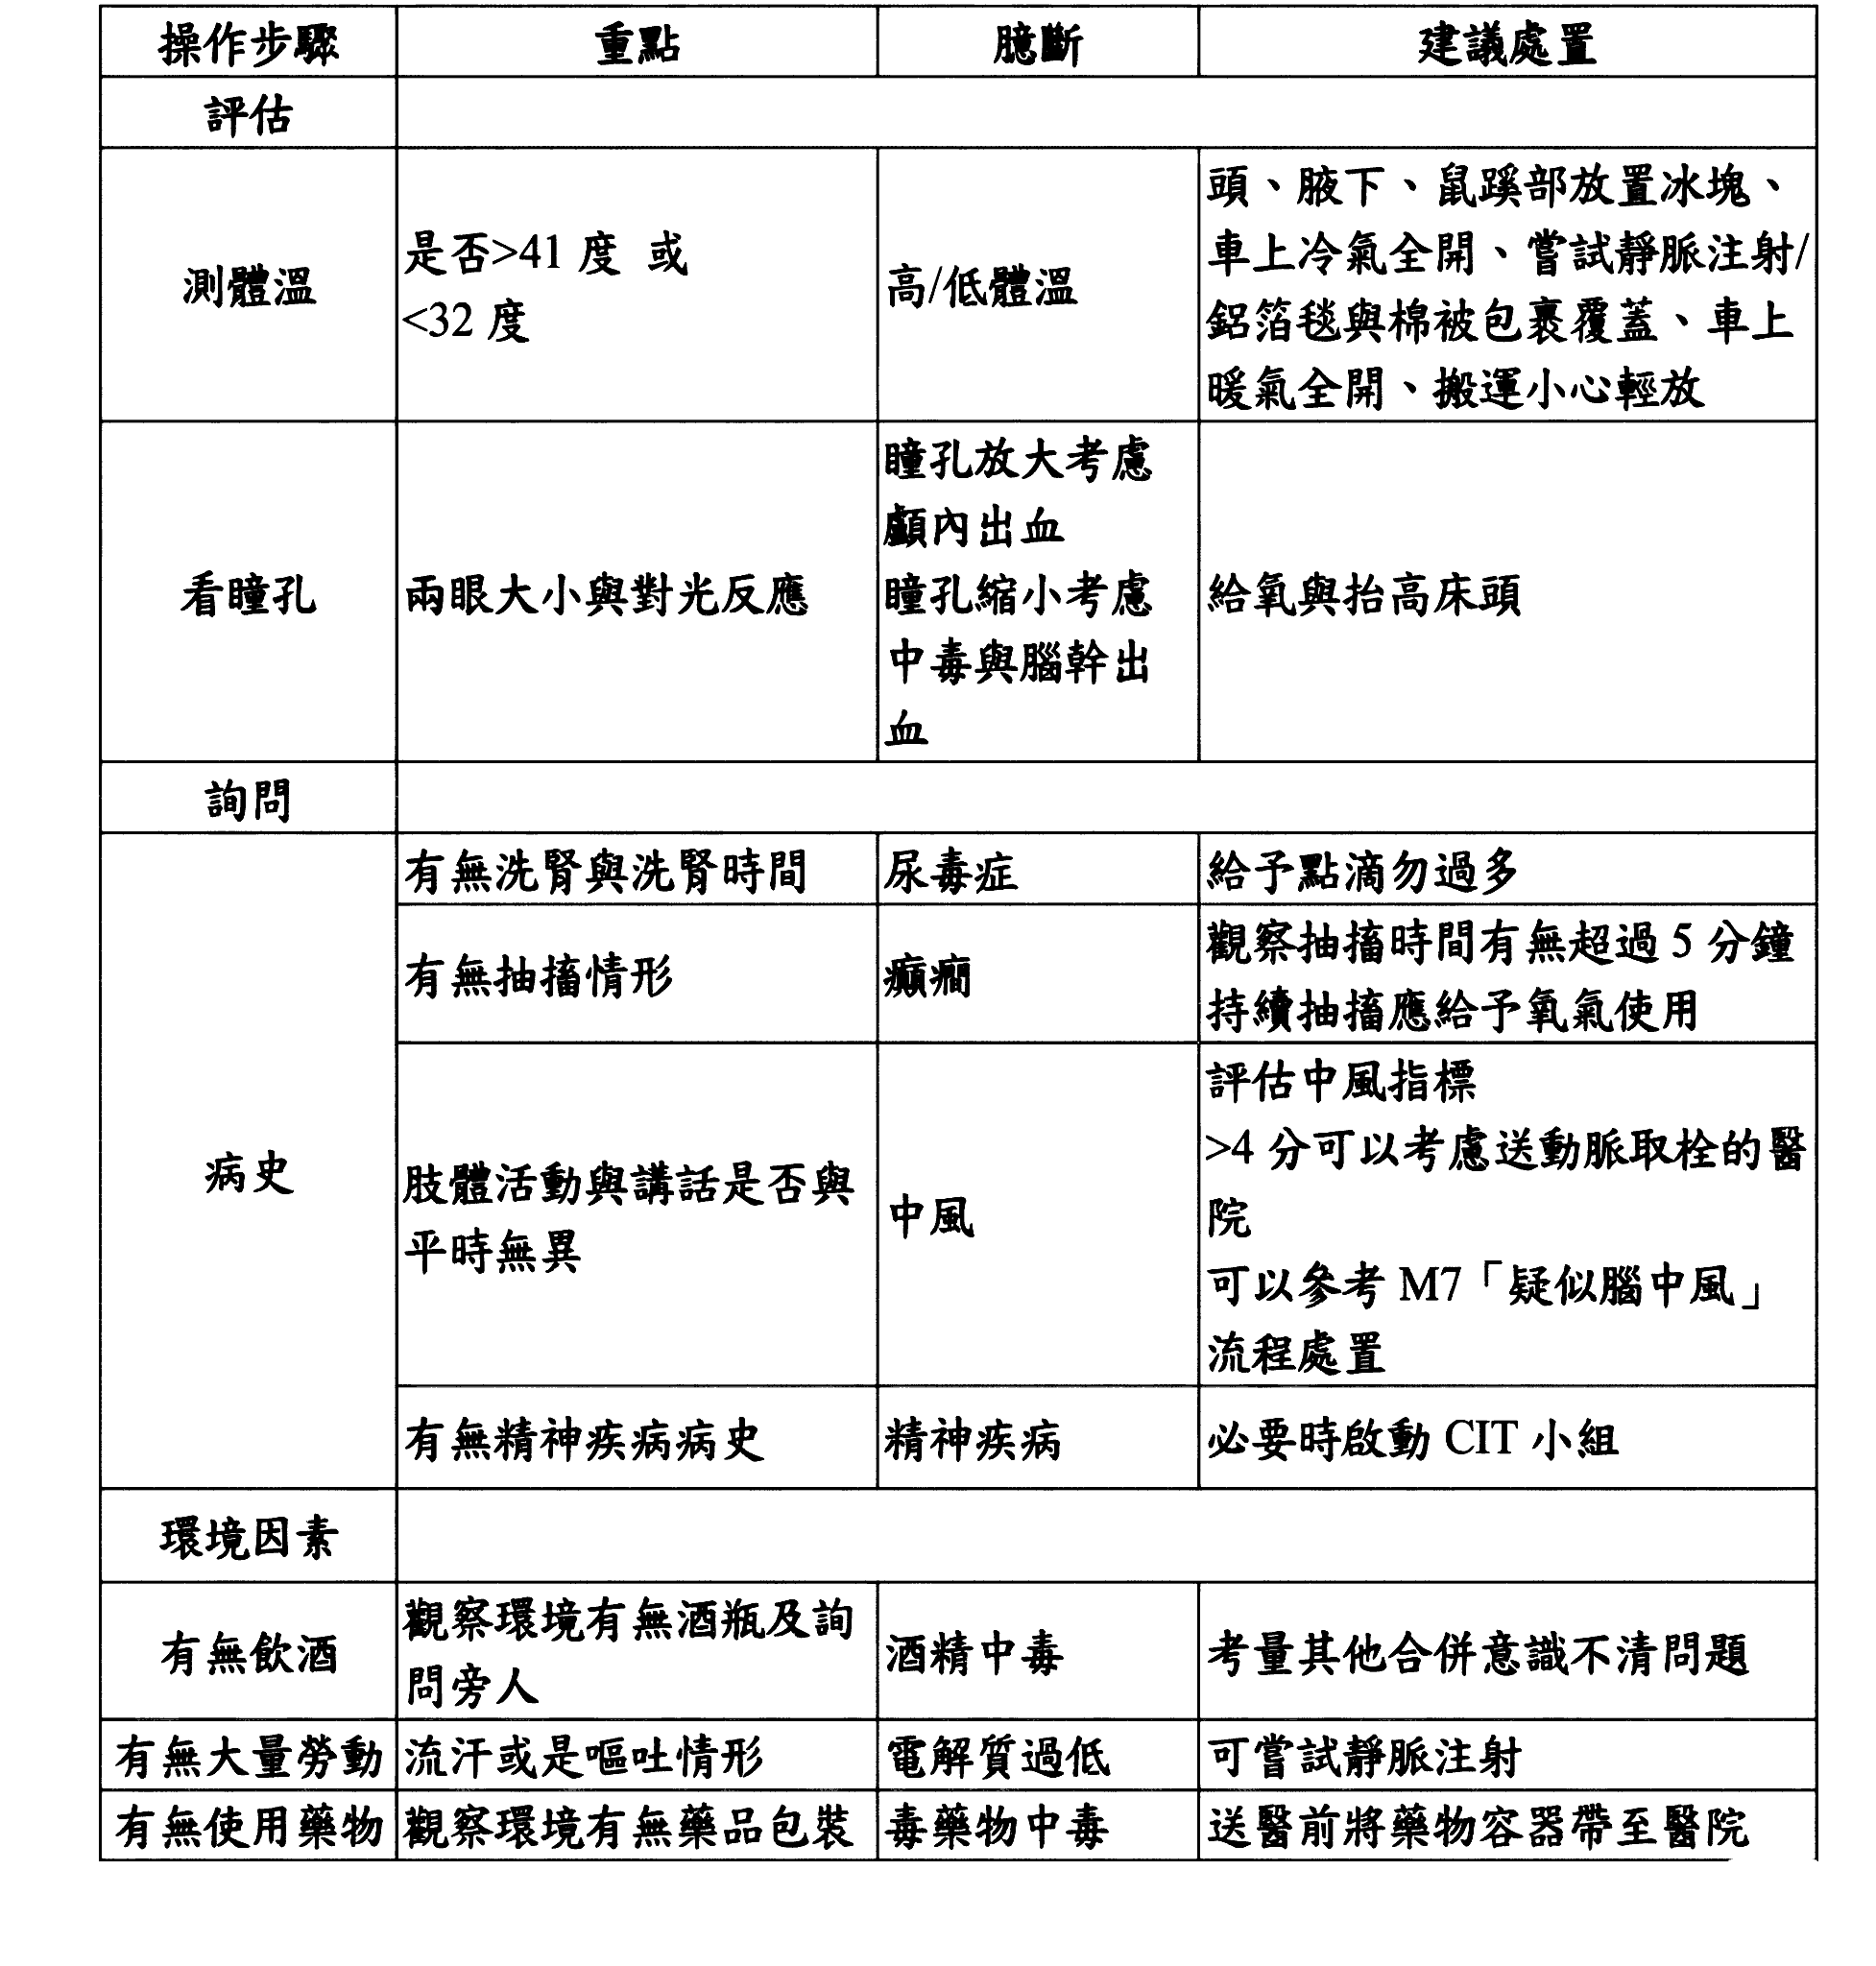 操作步驟 重點 臆斷 建議處置
評估
測體溫
是否>41 度 或
<32 度
高/低體溫
頭、腋下、鼠蹊部放置冰塊、
車上冷氣全開、嘗試靜脈注射/
鋁箔毯與棉被包裹覆蓋、車上
暖氣全開、搬運小心輕放
看瞳孔
兩眼大小與對光反應
瞳孔放大考慮
顱內出血
瞳孔縮小考慮
中毒與腦幹出
血
給氧與抬高床頭
詢問
病史
有無洗腎與洗腎時間
尿毒症
給予點滴勿過多
有無抽搐情形
癲癇
觀察抽搐時間有無超過 5 分鐘
持續抽搐應給予氧氣使用
肢體活動與講話是否與
平時無異
中風
評估中風指標
>4 分可以考慮送動脈取栓的醫
院
可以參考 M7「疑似腦中風」
流程處置
有無精神疾病病史
精神疾病
必要時啟動 CIT 小組
環境因素
有無飲酒
觀察環境有無酒瓶及詢
問旁人
酒精中毒
考量其他合併意識不清問題
有無大量勞動
流汗或是嘔吐情形
電解質過低
可嘗試靜脈注射
有無使用藥物
觀察環境有無藥品包裝
毒藥物中毒
送醫前將藥物容器帶至醫院